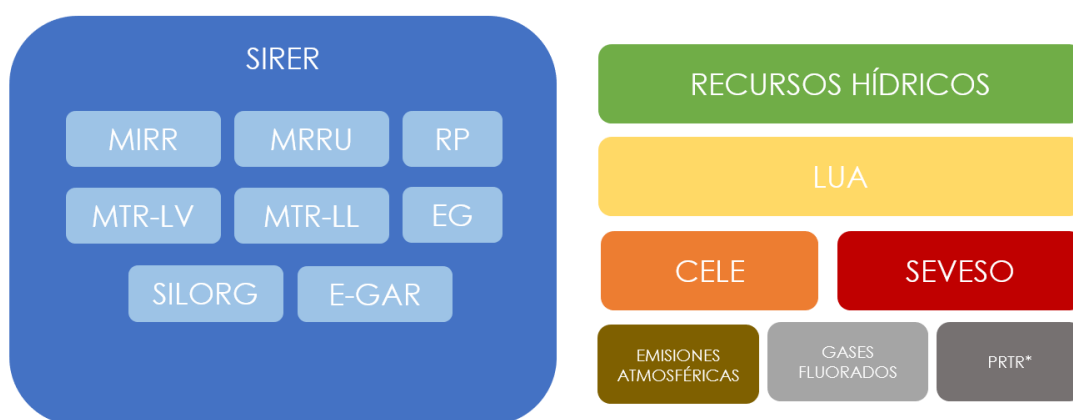 SIRER
MIRR
MRRU
RP
MTR-LV
MTR-LL
EG
SILORG
E-GAR
RECURSOS HÍDRICOS
LUA
CELE
SEVESO
EMISIONES
ATMOSFÉRICAS
GASES
FLUORADOS
PRTR*